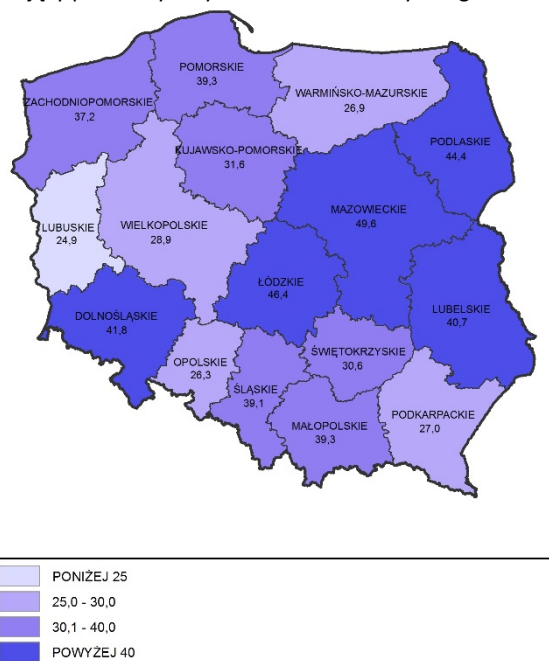 POMORSKIE
39,3
WARMIŃSKO-MAZURSKIE
26,9
ZACHODNIOPOMORSKIE
37,2
PODLASKIE
44,4
KUJAWSKO-POMORSKIE
31,6
MAZOWIECKIE
49,6
LUBUSKIE
24,9
WIELKOPOLSKIE
28,9
ŁÓDZKIE
46,4
LUBELSKIE
40,7
DOLNOŚLĄSKIE
41,8
ŚWIĘTOKRZYSKIE
30,6
OPOLSKIE
26,3
ŚLĄSKIE
39,1
PODKARPACKIE
27,0
MAŁOPOLSKIE
39,3
PONIŻEJ 25
25,0 - 30,0
30,1 - 40,0
POWYŻEJ 40